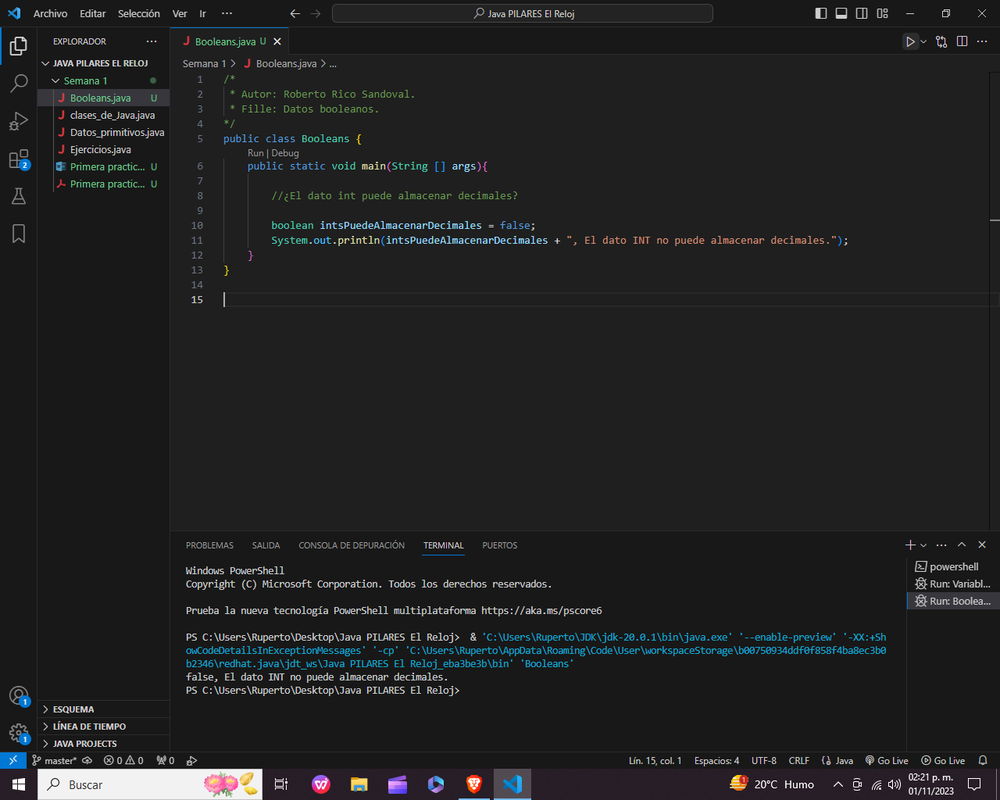 Archivo Editar Selección Ver Ir ···
Java PILARES El Reloj
EXPLORADOR ···
JAVA PILARES EL RELOJ
Semana 1
Booleans.java U
clases_de_Java.java
Datos_primitivos.java
Ejercicios.java
Primera practic... U
Primera practic... U
2
1
1
ESQUEMA
LÍNEA DE TIEMPO
JAVA PROJECTS
Booleans.java U
Semana 1 > Booleans.java > ...
1 /*
2 * Autor: Roberto Rico Sandoval.
3 * Fille: Datos booleanos.
4 */
5 public class Booleans {
Run | Debug
6 public static void main(String [] args){
7
8 //¿El dato int puede almacenar decimales?
9
10 boolean intsPuedeAlmacenarDecimales = false;
11 System.out.println(intsPuedeAlmacenarDecimales + ", El dato INT no puede almacenar decimales.");
12 }
13 }
14
15
PROBLEMAS SALIDA CONSOLA DE DEPURACIÓN TERMINAL PUERTOS
Windows PowerShell
Copyright (C) Microsoft Corporation. Todos los derechos reservados.
Prueba la nueva tecnología PowerShell multiplataforma https://aka.ms/pscore6
PS C:\Users\Ruperto\Desktop\Java PILARES El Reloj> & 'C:\Users\Ruperto\JDK\jdk-20.0.1\bin\java.exe' '--enable-preview' '-XX:+Sh
owCodeDetailsInExceptionMessages' '-cp' 'C:\Users\Ruperto\AppData\Roaming\Code\User\workspaceStorage\b00750934ddf0f858f4ba8ec3b0
b2346\redhat.java\jdt_ws\Java PILARES El Reloj_eba3be3b\bin' 'Booleans'
false, El dato INT no puede almacenar decimales.
PS C:\Users\Ruperto\Desktop\Java PILARES El Reloj>
powershell
Run: Variabl...
Run: Boolea...
master* 0 0 0
Lín. 15, col. 1 Espacios: 4 UTF-8 CRLF Java Go Live Go Live
Buscar
1
20°C Humo
02:21 p. m.
01/11/2023